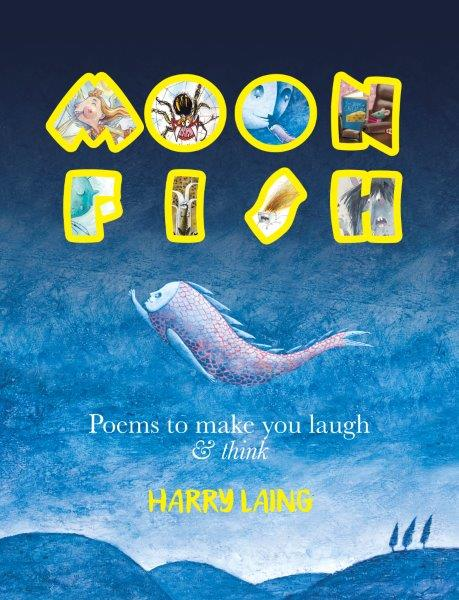 MOON
FISH
Poems to make you laugh
& think
HARRY LAING